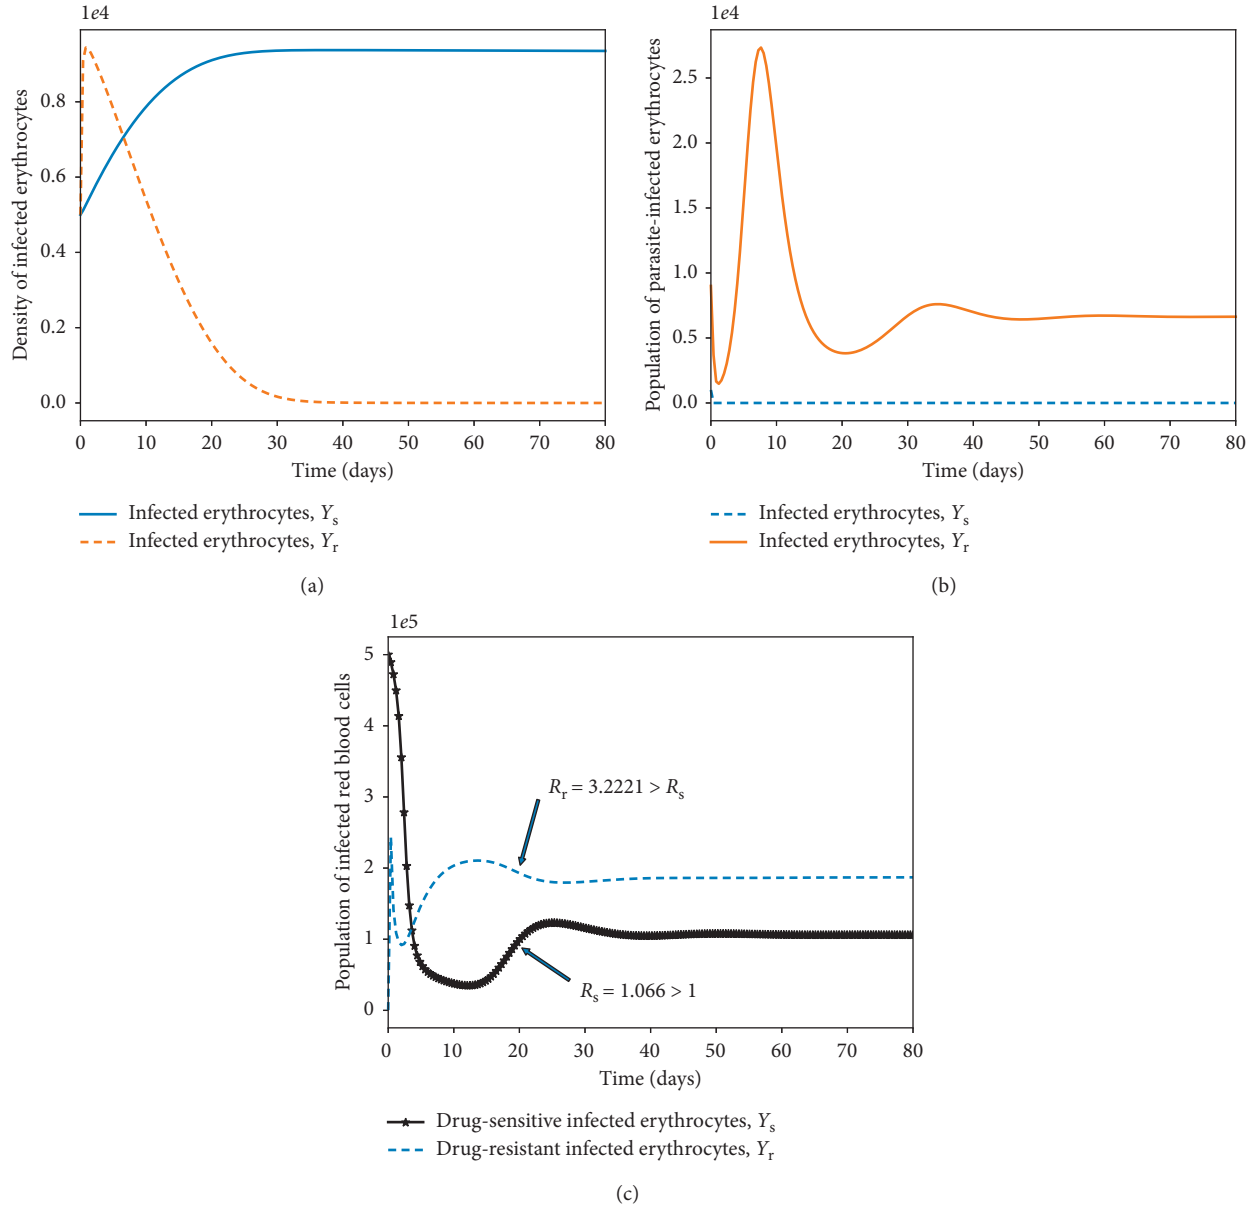 1e4
Density of infected erythrocytes
0.8
0.6
0.4
0.2
0.0
0 10 20 30 40 50 60 70 80
Time (days)
Infected erythrocytes, Ys
Infected erythrocytes, Yr
(a)
1e4
Population of parasite-infected erythrocytes
2.5
2.0
1.5
1.0
0.5
0.0
0 10 20 30 40 50 60 70 80
Time (days)
Infected erythrocytes, Ys
Infected erythrocytes, Yr
(b)
1e5
Population of infected red blood cells
5
4
3
2
1
0
Rr = 3.2221 > Rs
Rs = 1.066 > 1
0 10 20 30 40 50 60 70 80
Time (days)
Drug-sensitive infected erythrocytes, Ys
Drug-resistant infected erythrocytes, Yr
(c)